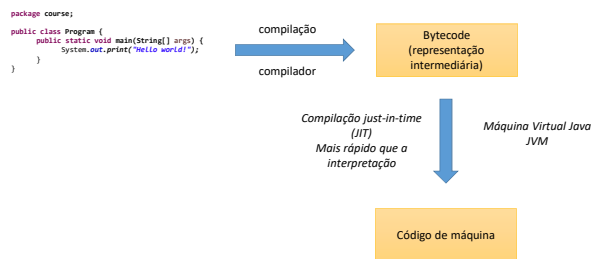 package course;
public class Program {
public static void main(String[] args) {
System.out.print("Hello world!");
}
}
compilação
compilador
Bytecode
(representação
intermediária)
Compilação just-in-time
(JIT)
Mais rápido que a
interpretação
Máquina Virtual Java
JVM
Código de máquina